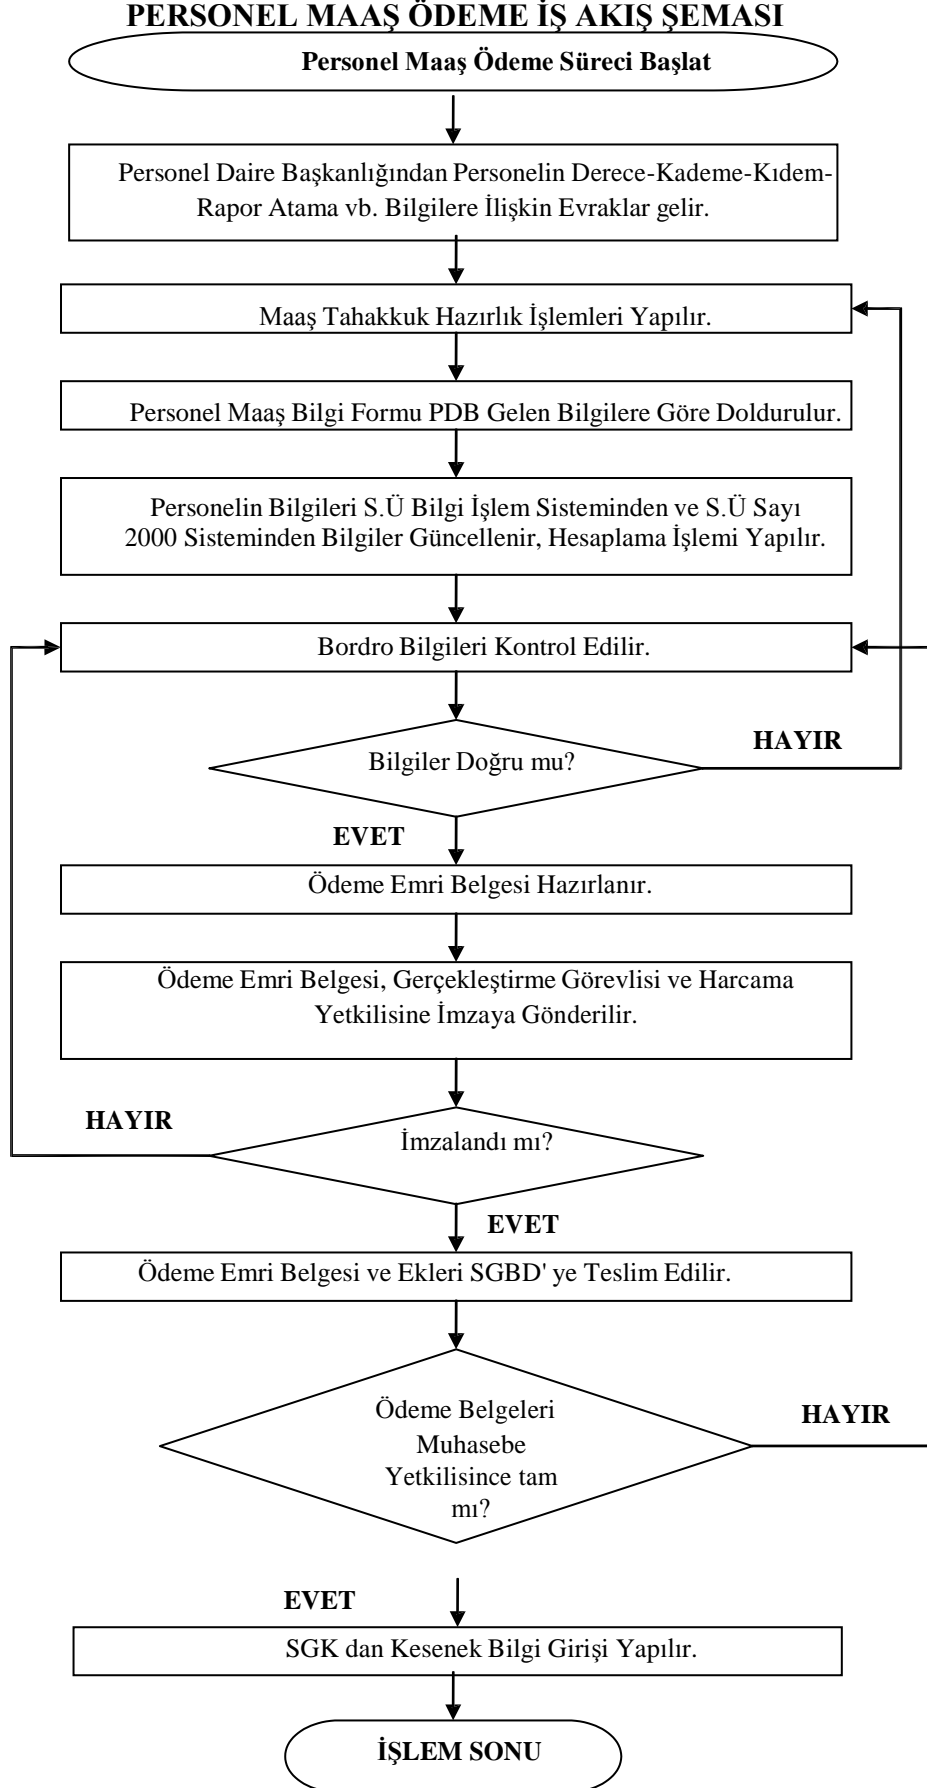 PERSONEL MAAŞ ÖDEME İŞ AKIŞ ŞEMASI
Personel Maaş Ödeme Süreci Başlat
Personel Daire Başkanlığından Personelin Derece-Kademe-Kıdem-
Rapor Atama vb. Bilgilere İlişkin Evraklar gelir.
Maaş Tahakkuk Hazırlık İşlemleri Yapılır.
Personel Maaş Bilgi Formu PDB Gelen Bilgilere Göre Doldurulur.
Personelin Bilgileri S.Ü Bilgi İşlem Sisteminden ve S.Ü Sayı
2000 Sisteminden Bilgiler Güncellenir, Hesaplama İşlemi Yapılır.
Bordro Bilgileri Kontrol Edilir.
HAYIR
Bilgiler Doğru mu?
EVET
Ödeme Emri Belgesi Hazırlanır.
Ödeme Emri Belgesi, Gerçekleştirme Görevlisi ve Harcama
Yetkilisine İmzaya Gönderilir.
HAYIR
İmzalandı mı?
EVET
Ödeme Emri Belgesi ve Ekleri SGBD' ye Teslim Edilir.
Ödeme Belgeleri
Muhasebe
Yetkilisince tam
mı?
HAYIR
EVET
SGK dan Kesenek Bilgi Girişi Yapılır.
İŞLEM SONU